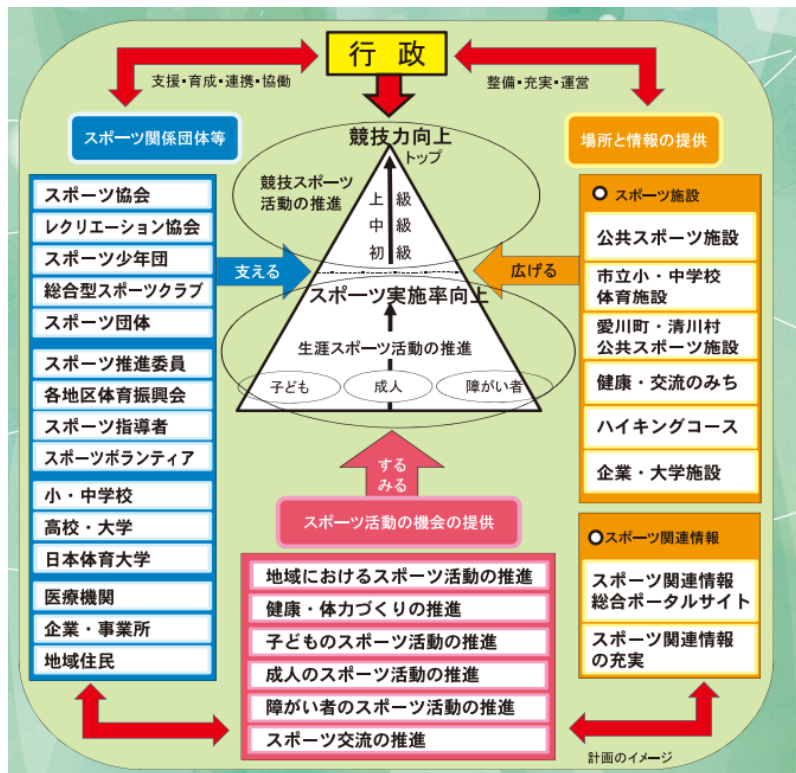 行政
支援・育成・連携・協働
整備・充実・運営
スポーツ関係団体等
スポーツ協会
レクリエーション協会
スポーツ少年団
総合型スポーツクラブ
スポーツ団体
スポーツ推進委員
各地区体育振興会
スポーツ指導者
スポーツボランティア
小・中学校
高校・大学
日本体育大学
医療機関
企業・事業所
地域住民
競技力向上
トップ
競技スポーツ
活動の推進
上級
中級
初級
支える
広げる
スポーツ実施率向上
生涯スポーツ活動の推進
子ども
成人
障がい者
する
みる
スポーツ活動の機会の提供
地域におけるスポーツ活動の推進
健康・体力づくりの推進
子どものスポーツ活動の推進
成人のスポーツ活動の推進
障がい者のスポーツ活動の推進
スポーツ交流の推進
場所と情報の提供
スポーツ施設
公共スポーツ施設
市立小・中学校
体育施設
愛川町・清川村
公共スポーツ施設
健康・交流のみち
ハイキングコース
企業・大学施設
スポーツ関連情報
スポーツ関連情報
総合ポータルサイト
スポーツ関連情報
の充実
計画のイメージ